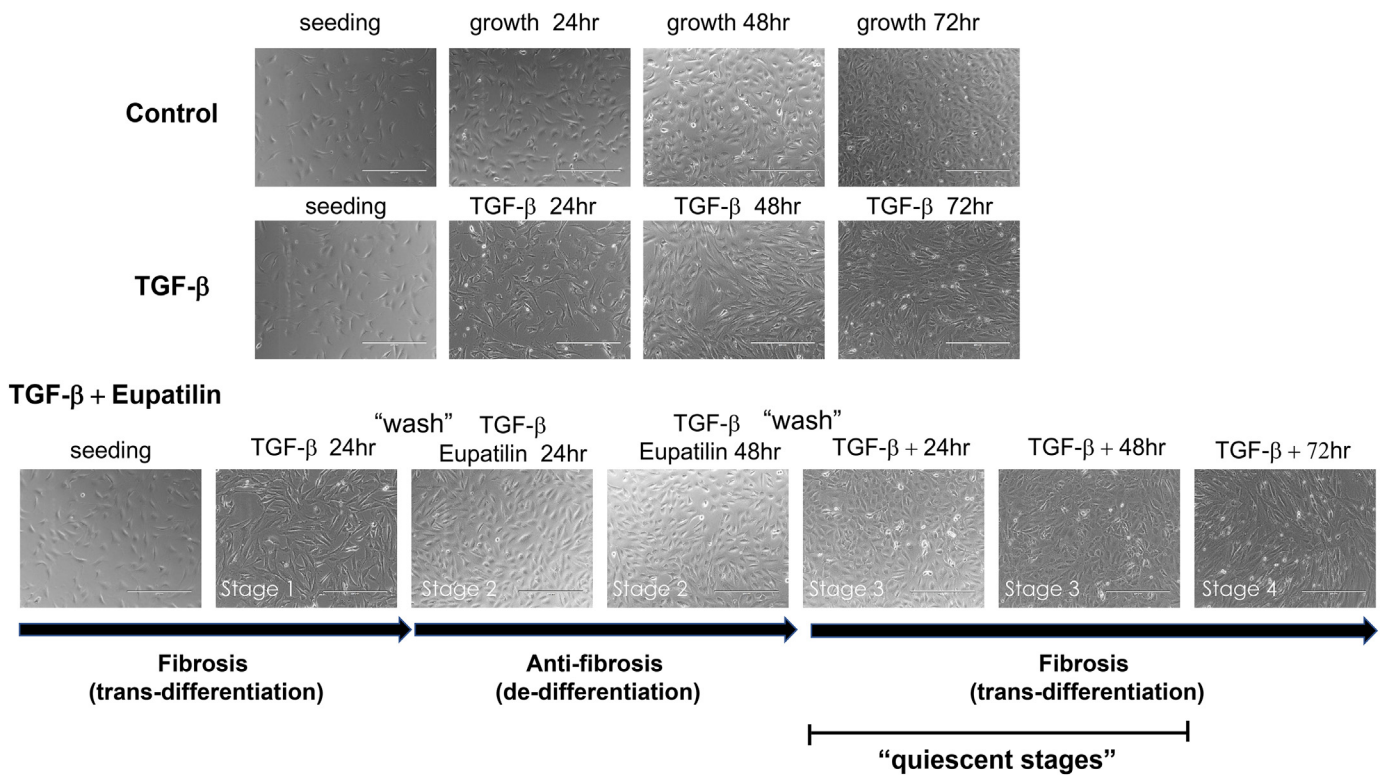 seeding growth 24hr growth 48hr growth 72hr
Control
seeding TGF-β 24hr TGF-β 48hr TGF-β 72hr
TGF-β
TGF-β + Eupatilin
“wash” TGF-β TGF-β “wash”
seeding TGF-β 24hr Eupatilin 24hr Eupatilin 48hr TGF-β + 24hr TGF-β + 48hr TGF-β + 72hr
Stage 1 Stage 2 Stage 2 Stage 3 Stage 3 Stage 4
Fibrosis Anti-fibrosis Fibrosis
(trans-differentiation) (de-differentiation) (trans-differentiation)
“quiescent stages”